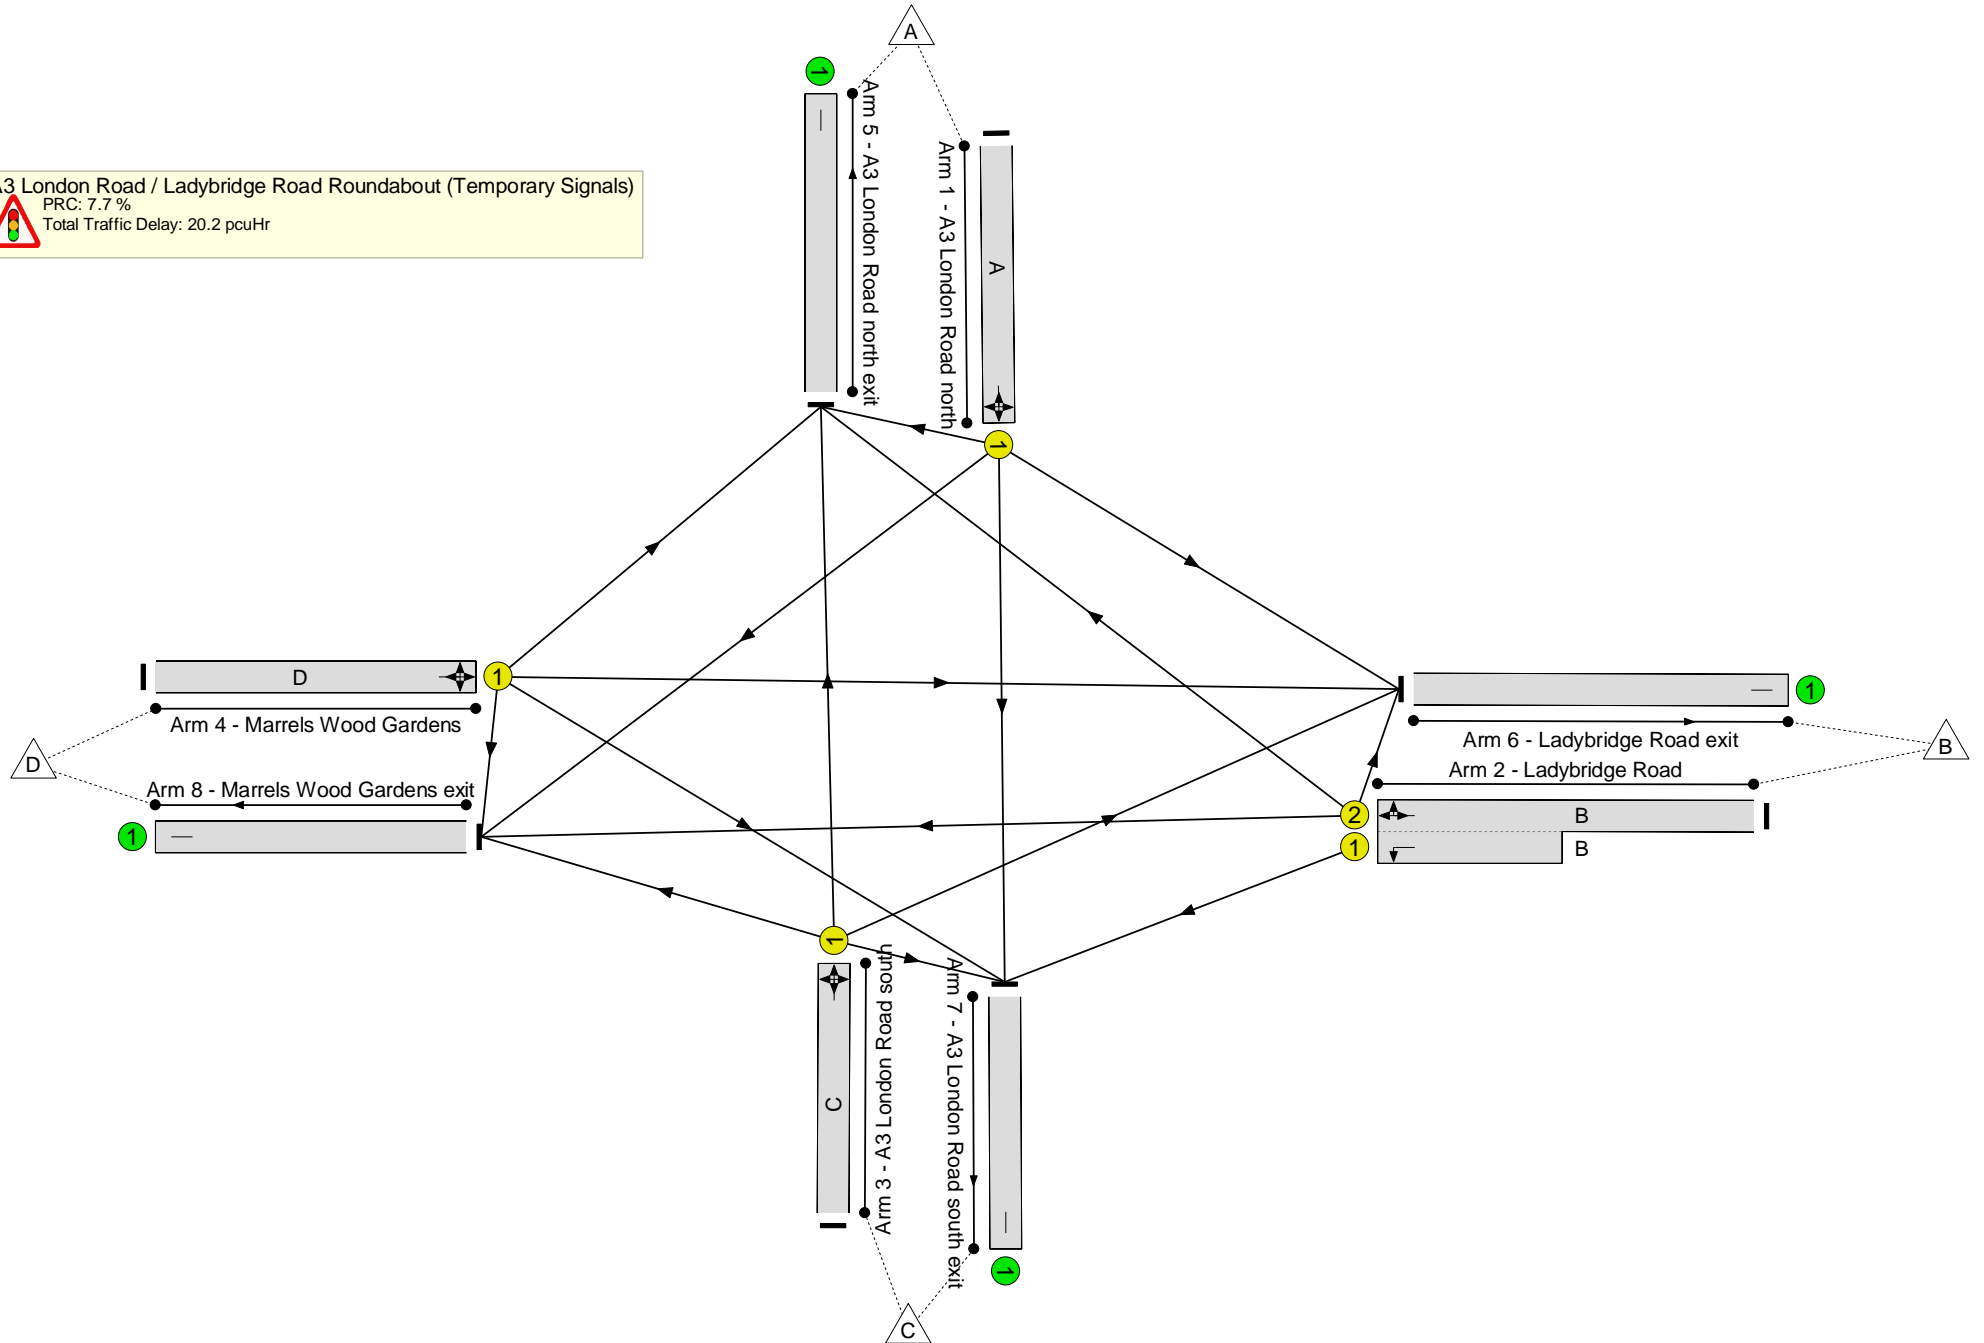 A
1
Arm 5 - A3 London Road north exit
Arm 1 - A3 London Road north
A
1
A3 London Road / Ladybridge Road Roundabout (Temporary Signals)
PRC: 7.7 %
Total Traffic Delay: 20.2 pcuHr
D
1
Arm 4 - Marrels Wood Gardens
D
Arm 8 - Marrels Wood Gardens exit
1
1
Arm 6 - Ladybridge Road exit
B
Arm 2 - Ladybridge Road
2
B
1
B
1
C
Arm 3 - A3 London Road south
Arm 7 - A3 London Road south exit
1
C